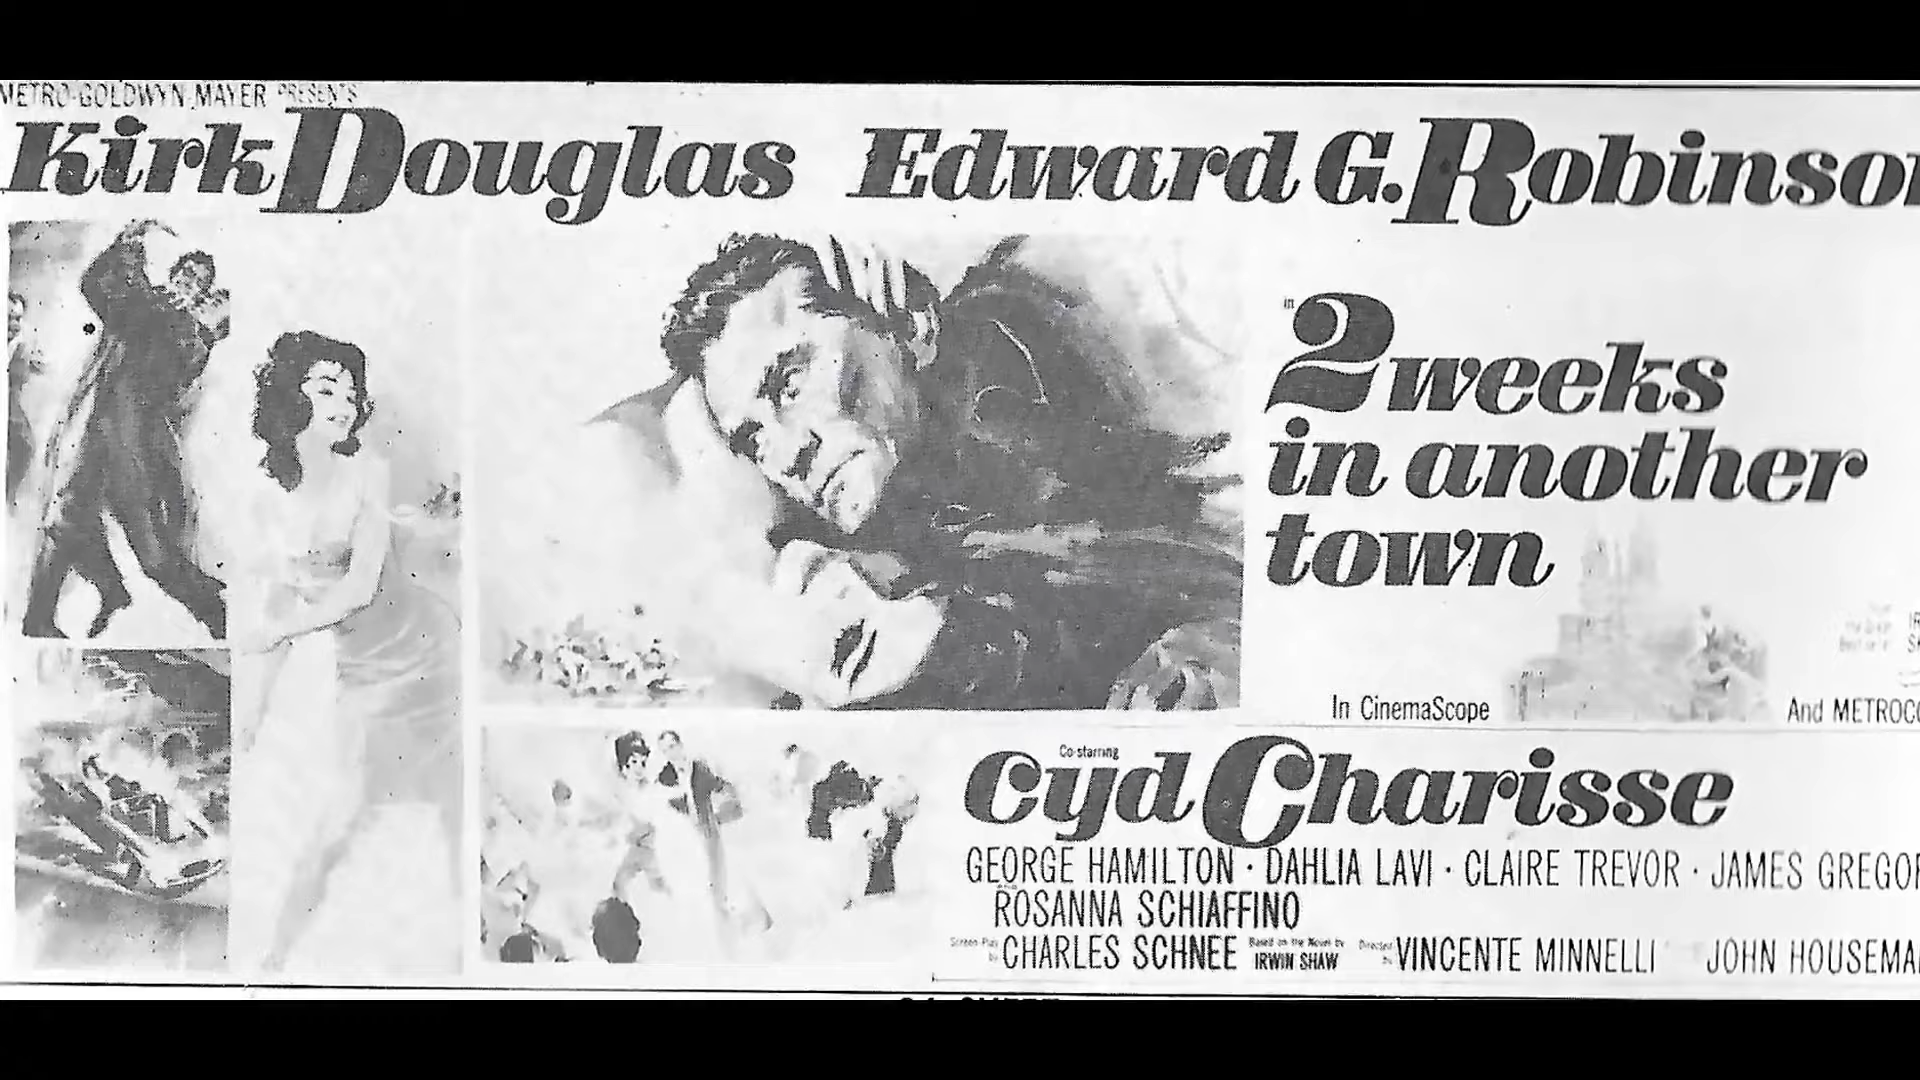 METRO-GOLDWYN-MAYER PRESENTS
Kirk Douglas Edward G. Robinson
in
2 weeks
in another
town
In CinemaScope
And METROCO
Co-starring
Cyd Charisse
GEORGE HAMILTON · DAHLIA LAVI · CLAIRE TREVOR · JAMES GREGOR
ROSANNA SCHIAFFINO
Screen Play by CHARLES SCHNEE Based on the Novel by IRWIN SHAW Directed by VINCENTE MINNELLI JOHN HOUSEMAN